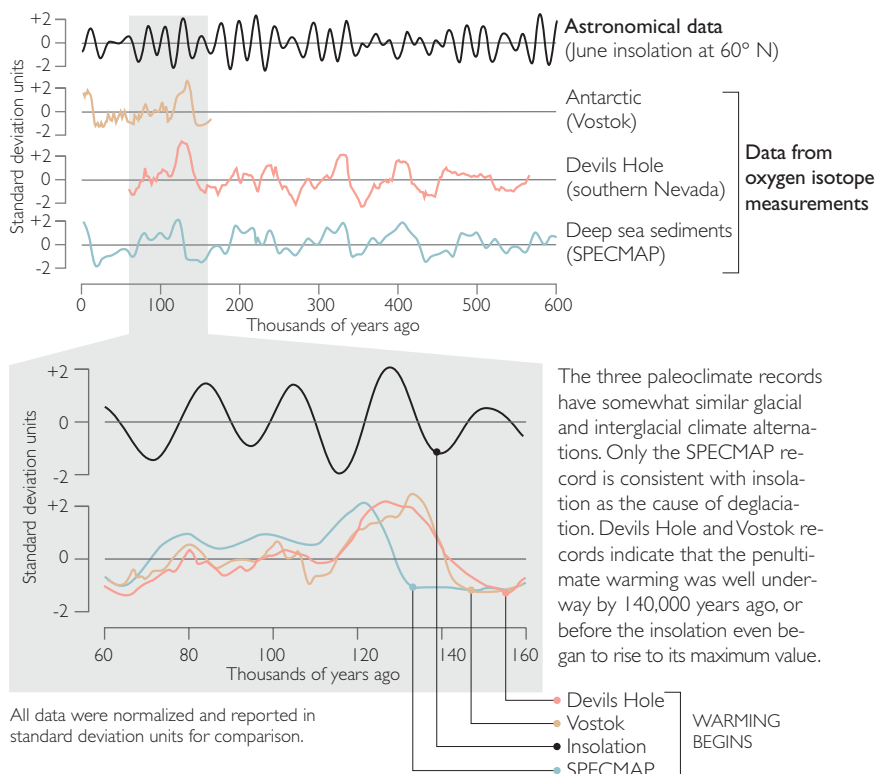 +2
0
-2
Astronomical data
(June insolation at 60° N)
Standard deviation units
+2
0
-2
Antarctic
(Vostok)
+2
0
-2
Devils Hole
(southern Nevada)
Data from
oxygen isotope
measurements
+2
0
-2
Deep sea sediments
(SPECMAP)
0 100 200 300 400 500 600
Thousands of years ago
+2
0
-2
Standard deviation units
+2
0
-2
60 80 100 120 140 160
Thousands of years ago
The three paleoclimate records
have somewhat similar glacial
and interglacial climate alterna-
tions. Only the SPECMAP re-
cord is consistent with insola-
tion as the cause of deglacia-
tion. Devils Hole and Vostok re-
cords indicate that the penulti-
mate warming was well under-
way by 140,000 years ago, or
before the insolation even be-
gan to rise to its maximum value.
All data were normalized and reported in
standard deviation units for comparison.
Devils Hole
Vostok
Insolation
SPECMAP
WARMING
BEGINS